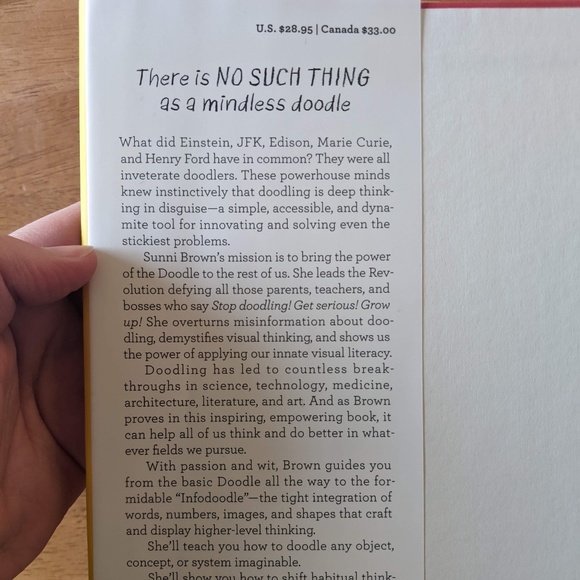 U.S. $28.95 | Canada $33.00
There is NO SUCH THING
as a mindless doodle
What did Einstein, JFK, Edison, Marie Curie,
and Henry Ford have in common? They were all
inveterate doodlers. These powerhouse minds
knew instinctively that doodling is deep think-
ing in disguise—a simple, accessible, and dyna-
mite tool for innovating and solving even the
stickiest problems.
Sunni Brown's mission is to bring the power
of the Doodle to the rest of us. She leads the Rev-
olution defying all those parents, teachers, and
bosses who say Stop doodling! Get serious! Grow
up! She overturns misinformation about doo-
dling, demystifies visual thinking, and shows us
the power of applying our innate visual literacy.
Doodling has led to countless break-
throughs in science, technology, medicine,
architecture, literature, and art. And as Brown
proves in this inspiring, empowering book, it
can help all of us think and do better in what-
ever fields we pursue.
With passion and wit, Brown guides you
from the basic Doodle all the way to the for-
midable “Infodoodle”—the tight integration of
words, numbers, images, and shapes that craft
and display higher-level thinking.
She'll teach you how to doodle any object,
concept, or system imaginable.
She'll show you how to shift habitual think-